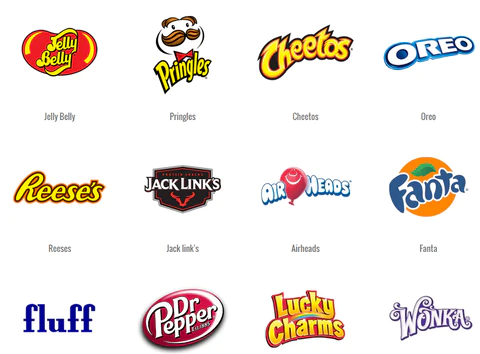 Jelly
Belly
Pringles
Cheetos
OREO
Jelly Belly
Pringles
Cheetos
Oreo
Reese's
JACK LINK'S
AIRHEADS
Fanta
Reeses
Jack link's
Airheads
Fanta
fluff
Dr
Pepper
Lucky
Charms
WONKA